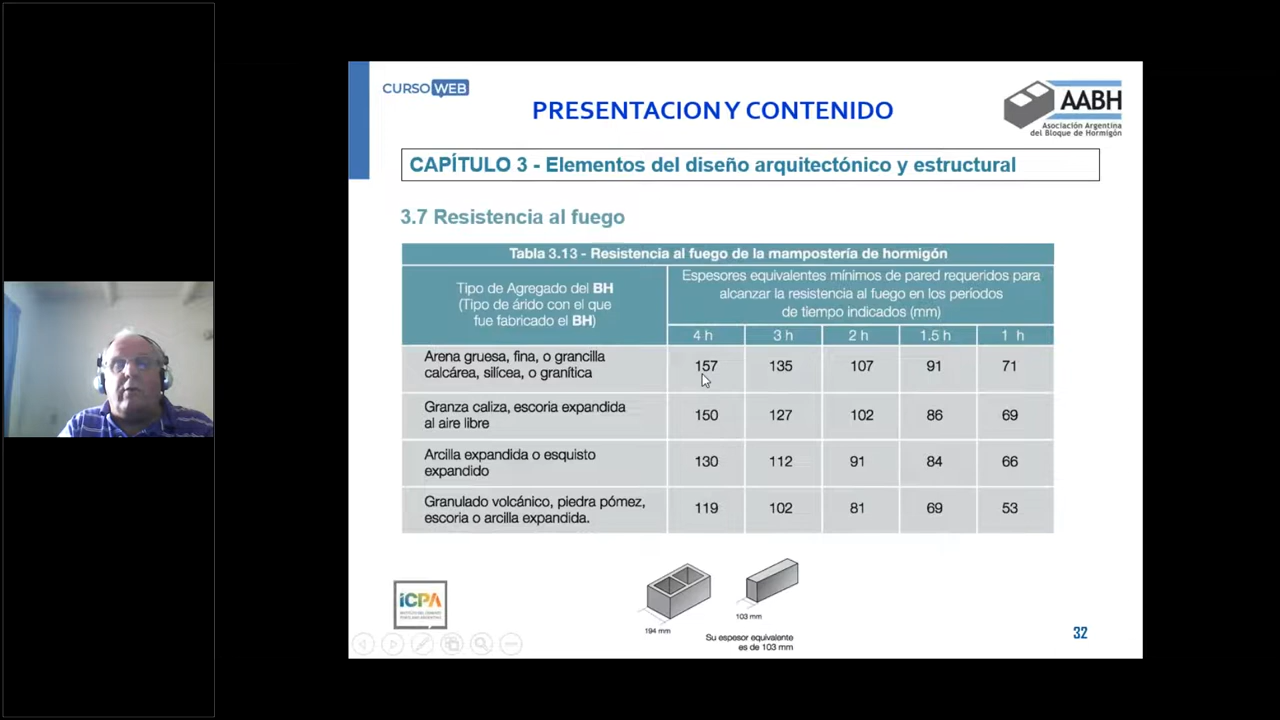 CURSO WEB
PRESENTACION Y CONTENIDO
AABH
Asociación Argentina
del Bloque de Hormigón
CAPÍTULO 3 - Elementos del diseño arquitectónico y estructural
3.7 Resistencia al fuego
Tabla 3.13 - Resistencia al fuego de la mampostería de hormigón
Tipo de Agregado del BH
(Tipo de árido con el que
fue fabricado el BH)
Espesores equivalentes mínimos de pared requeridos para
alcanzar la resistencia al fuego en los períodos
de tiempo indicados (mm)
4 h 3 h 2 h 1.5 h 1 h
Arena gruesa, fina, o grancilla
calcárea, silícea, o granítica
157 135 107 91 71
Granza caliza, escoria expandida
al aire libre
150 127 102 86 69
Arcilla expandida o esquisto
expandido
130 112 91 84 66
Granulado volcánico, piedra pómez,
escoria o arcilla expandida.
119 102 81 69 53
194 mm
103 mm
Su espesor equivalente
es de 103 mm
iCPA
32